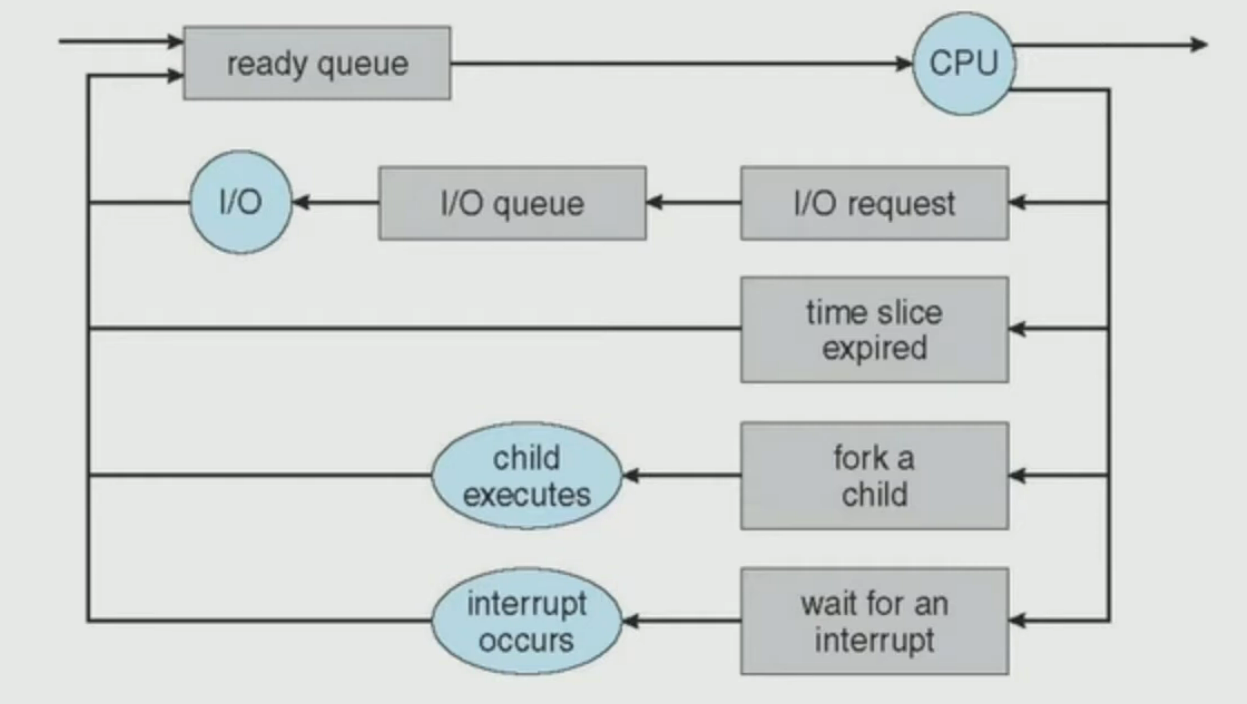 ready queue
CPU
I/O
I/O queue
I/O request
time slice
expired
child
executes
fork a
child
interrupt
occurs
wait for an
interrupt